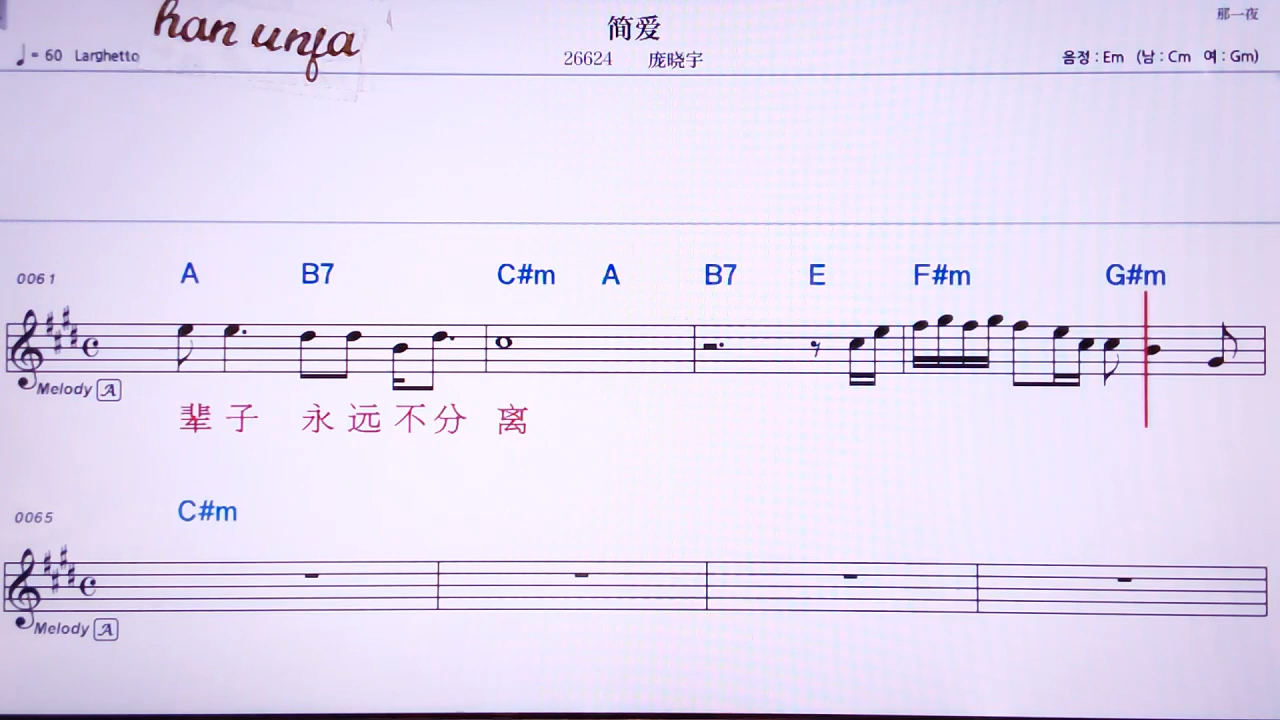 han unja
简爱
那一夜
♩= 60 Larghetto
26624 庞晓宇
음정 : Em (남 : Cm 여 : Gm)
0061
A B7 C#m A B7 E F#m G#m
Melody A
辈子 永远不分 离
0065
C#m
Melody A